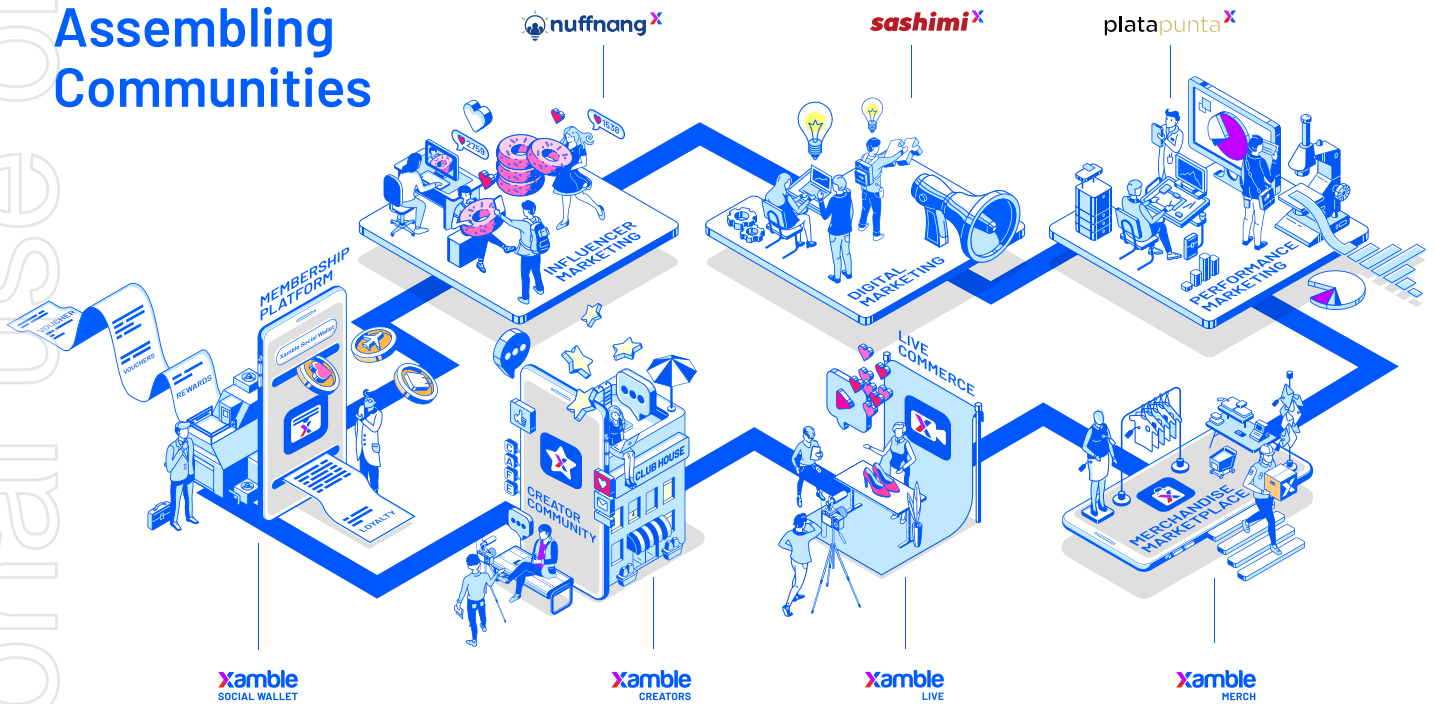 Assembling
Communities
nuffnang X
sashimi X
platapunta X
2759
1538
INFLUENCER
MARKETING
DIGITAL
MARKETING
PERFORMANCE
MARKETING
MEMBERSHIP
PLATFORM
VOUCHER
VOUCHERS
REWARDS
Xamble Social Wallet
X
LOYALTY
CAFE
X
CREATOR
COMMUNITY
CLUB HOUSE
LIVE
COMMERCE
X
X
MERCHANDISE
MARKETPLACE
X
Xamble
SOCIAL WALLET
Xamble
CREATORS
Xamble
LIVE
Xamble
MERCH